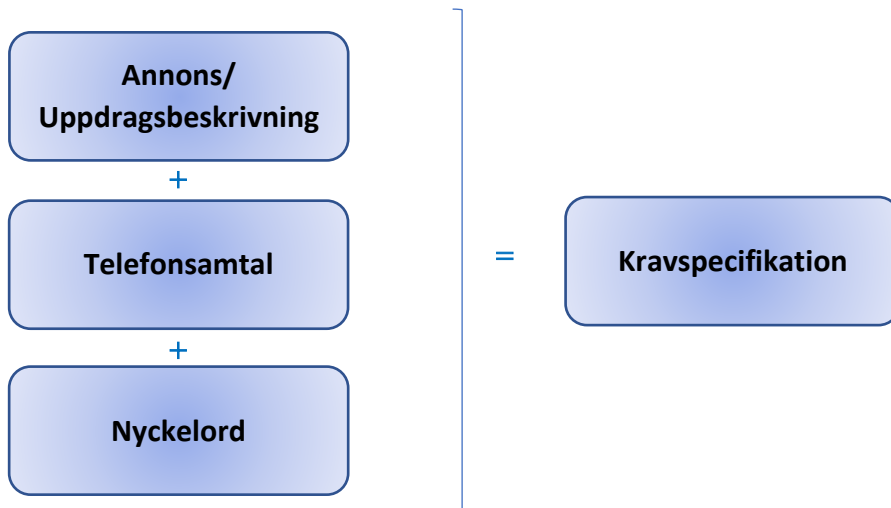 Annons/
Uppdragsbeskrivning
+
Telefonsamtal
+
Nyckelord
=
Kravspecifikation